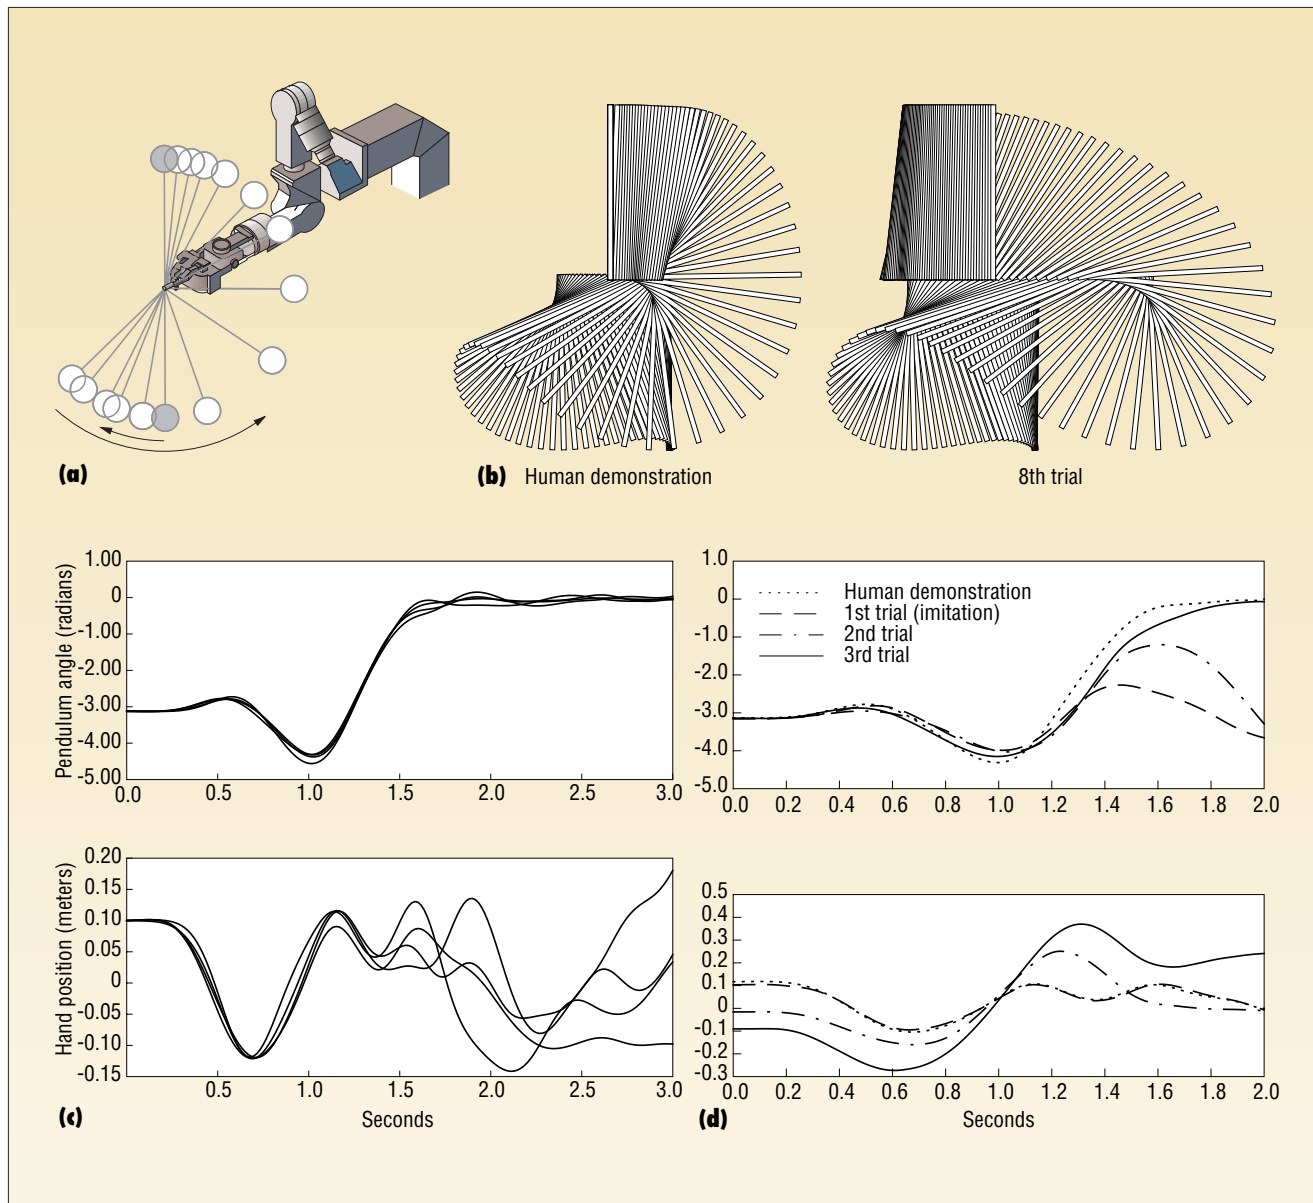 (a)
(b) Human demonstration
8th trial
Pendulum angle (radians)
1.00
0
-1.00
-2.00
-3.00
-4.00
-5.00
0.0 0.5 1.0 1.5 2.0 2.5 3.0
1.0
0
-1.0
-2.0
-3.0
-4.0
-5.0
Human demonstration
1st trial (imitation)
2nd trial
3rd trial
0.0 0.2 0.4 0.6 0.8 1.0 1.2 1.4 1.6 1.8 2.0
Hand position (meters)
0.20
0.15
0.10
0.05
0
-0.05
-0.10
-0.15
0.0 0.5 1.0 1.5 2.0 2.5 3.0
(c) Seconds
0.5
0.4
0.3
0.2
0.1
0
-0.1
-0.2
-0.3
0.0 0.2 0.4 0.6 0.8 1.0 1.2 1.4 1.6 1.8 2.0
(d) Seconds